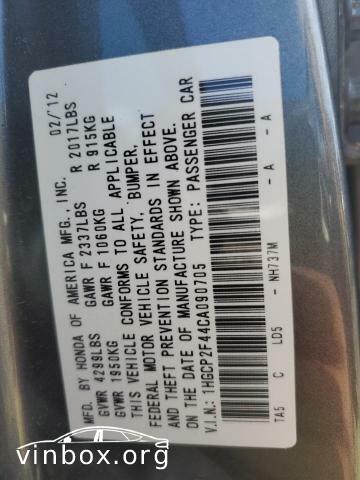 MFD. BY HONDA OF AMERICA MFG., INC. 02/'12
GVWR 4299LBS GAWR F 2337LBS R 2017LBS
GVWR 1950KG GAWR F 1060KG R 915KG
THIS VEHICLE CONFORMS TO ALL APPLICABLE
FEDERAL MOTOR VEHICLE SAFETY, BUMPER,
AND THEFT PREVENTION STANDARDS IN EFFECT
ON THE DATE OF MANUFACTURE SHOWN ABOVE.
V.I.N.: 1HGCP2F44CA090705 TYPE: PASSENGER CAR
TA5 C LD5 - NH737M - A - A
vinbox.org